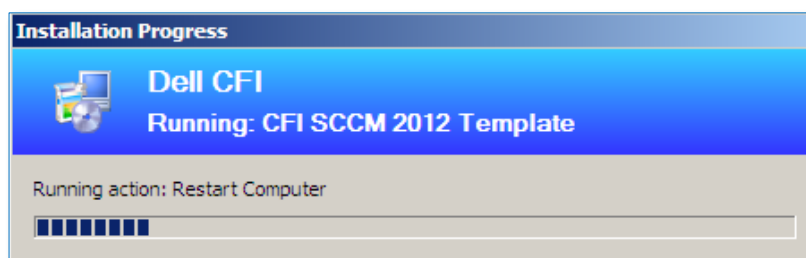 Installation Progress
Dell CFI
Running: CFI SCCM 2012 Template
Running action: Restart Computer